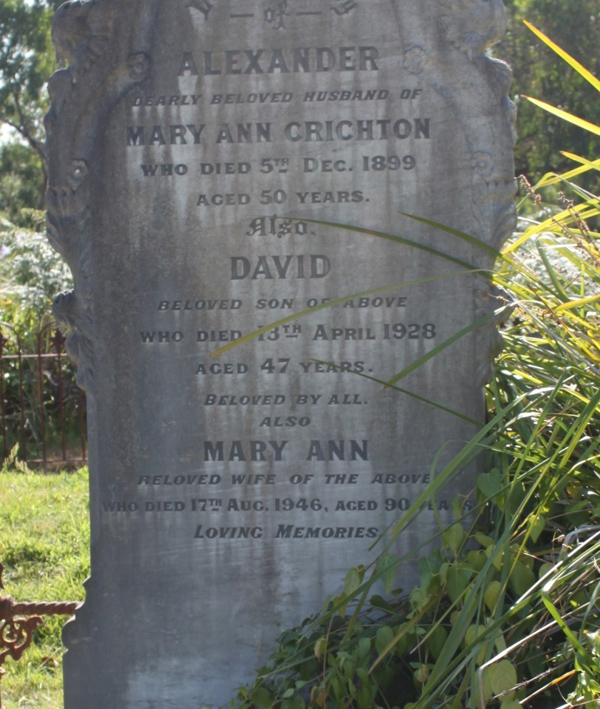 of
ALEXANDER
DEARLY BELOVED HUSBAND OF
MARY ANN CRICHTON
WHO DIED 5TH DEC. 1899
AGED 50 YEARS.
Also.
DAVID
BELOVED SON OF ABOVE
WHO DIED 13TH APRIL 1928
AGED 47 YEARS.
BELOVED BY ALL.
ALSO
MARY ANN
BELOVED WIFE OF THE ABOVE
WHO DIED 17TH AUG. 1946, AGED 90 YEARS
LOVING MEMORIES